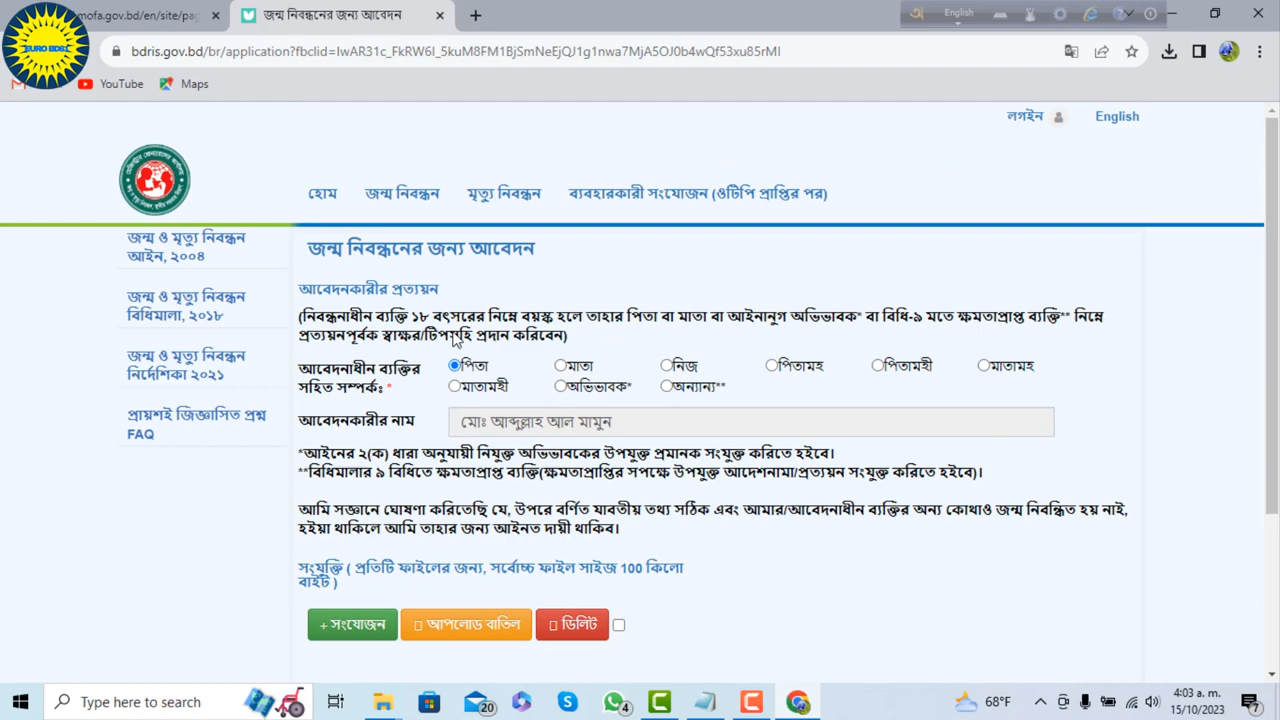 mofa.gov.bd/en/site/pag
জন্ম নিবন্ধনের জন্য আবেদন
English
EURO BD51
bdris.gov.bd/br/application?fbclid=IwAR31c_FkRW6I_5kuM8FM1BjSmNeEjQJ1g1nwa7MjA5OJ0b4wQf53xu85rMI
YouTube
Maps
লগইন
English
হোম
জন্ম নিবন্ধন
মৃত্যু নিবন্ধন
ব্যবহারকারী সংযোজন (ওটিপি প্রাপ্তির পর)
জন্ম ও মৃত্যু নিবন্ধন
আইন, ২০০৪
জন্ম ও মৃত্যু নিবন্ধন
বিধিমালা, ২০১৮
জন্ম ও মৃত্যু নিবন্ধন
নির্দেশিকা ২০২১
প্রায়শই জিজ্ঞাসিত প্রশ্ন
FAQ
জন্ম নিবন্ধনের জন্য আবেদন
আবেদনকারীর প্রত্যয়ন
(নিবন্ধনাধীন ব্যক্তি ১৮ বৎসরের নিম্নে বয়স্ক হলে তাহার পিতা বা মাতা বা আইনানুগ অভিভাবক* বা বিধি-৯ মতে ক্ষমতাপ্রাপ্ত ব্যক্তি** নিম্নে
প্রত্যয়নপূর্বক স্বাক্ষর/টিপসহি প্রদান করিবেন)
আবেদনাধীন ব্যক্তির
সহিত সম্পর্কঃ *
পিতা
মাতা
নিজ
পিতামহ
পিতামহী
মাতামহ
মাতামহী
অভিভাবক*
অন্যান্য**
আবেদনকারীর নাম
মোঃ আব্দুল্লাহ আল মামুন
*আইনের ২(ক) ধারা অনুযায়ী নিযুক্ত অভিভাবকের উপযুক্ত প্রমানক সংযুক্ত করিতে হইবে।
**বিধিমালার ৯ বিধিতে ক্ষমতাপ্রাপ্ত ব্যক্তি(ক্ষমতাপ্রাপ্তির সপক্ষে উপযুক্ত আদেশনামা/প্রত্যয়ন সংযুক্ত করিতে হইবে)।
আমি সজ্ঞানে ঘোষণা করিতেছি যে, উপরে বর্ণিত যাবতীয় তথ্য সঠিক এবং আমার/আবেদনাধীন ব্যক্তির অন্য কোথাও জন্ম নিবন্ধিত হয় নাই,
হইয়া থাকিলে আমি তাহার জন্য আইনত দায়ী থাকিব।
সংযুক্তি ( প্রতিটি ফাইলের জন্য, সর্বোচ্চ ফাইল সাইজ 100 কিলো
বাইট )
+ সংযোজন
আপলোড বাতিল
ডিলিট
Type here to search
20
4
68°F
4:03 a. m.
15/10/2023
7